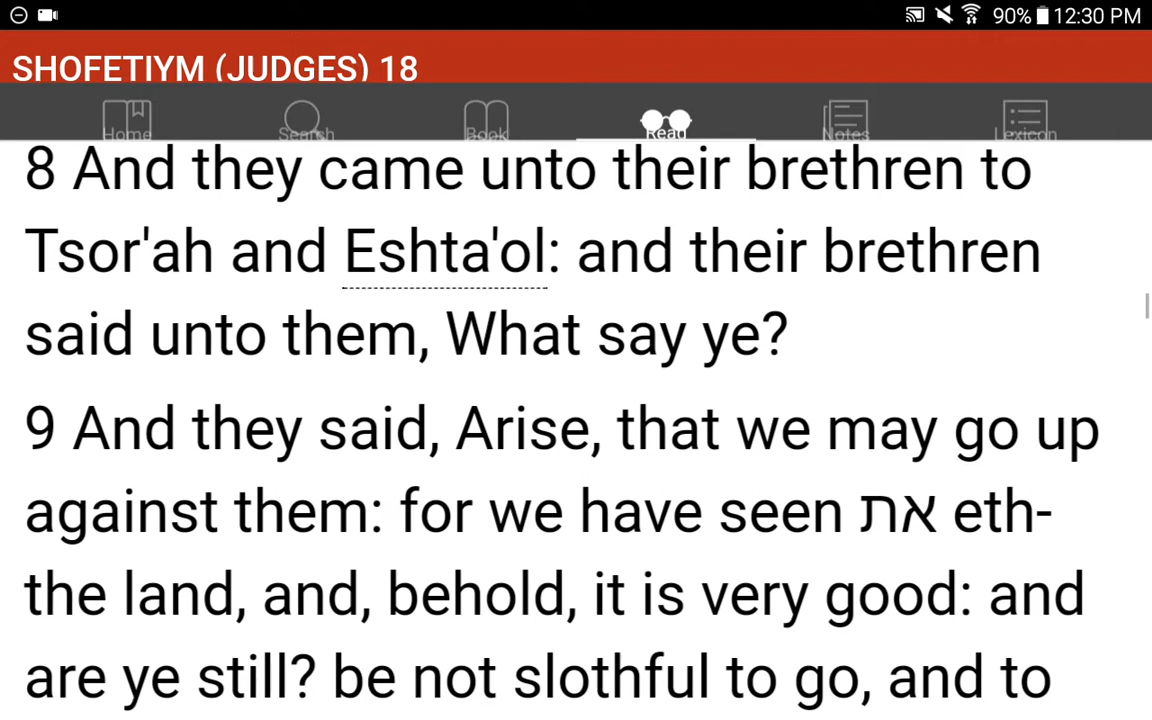 90% 12:30 PM
SHOFETIYM (JUDGES) 18
Home Search Book Read Notes Lexicon
8 And they came unto their brethren to
Tsor'ah and Eshta'ol: and their brethren
said unto them, What say ye?
9 And they said, Arise, that we may go up
against them: for we have seen את eth-
the land, and, behold, it is very good: and
are ye still? be not slothful to go, and to